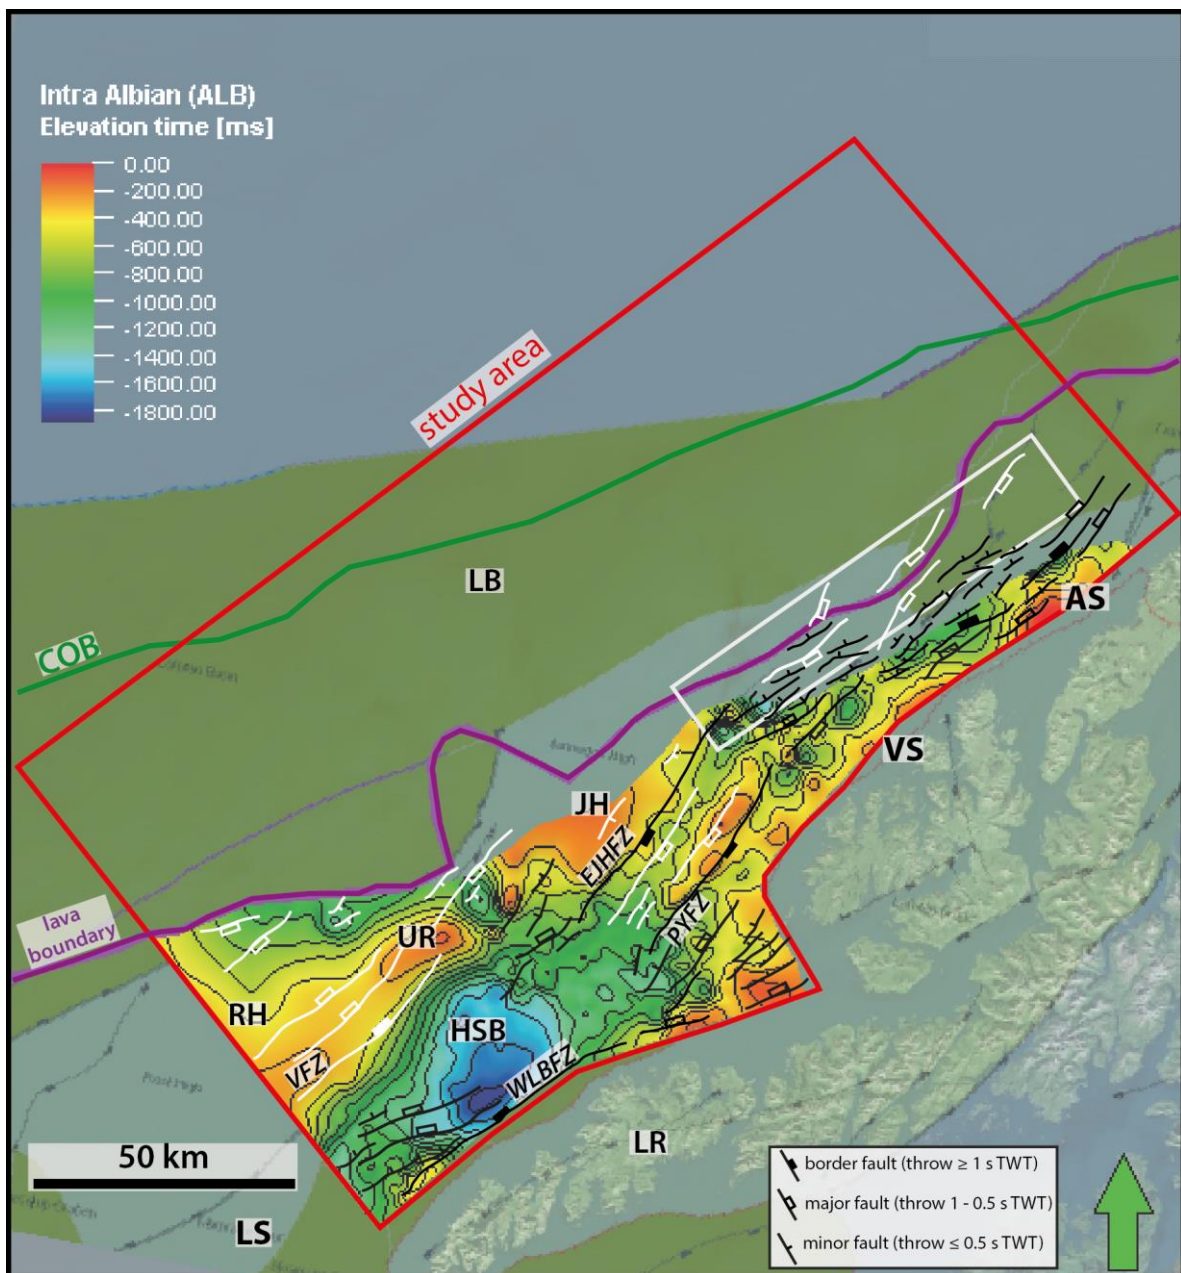 Intra Albian (ALB)
Elevation time [ms]
0.00
-200.00
-400.00
-600.00
-800.00
-1000.00
-1200.00
-1400.00
-1600.00
-1800.00
study area
LB
COB
AS
VS
JH
EJHFZ
lava
boundary
UR
PYFZ
RH
HSB
VFZ
WLBFZ
LR
50 km
LS
border fault (throw ≥ 1 s TWT)
major fault (throw 1 - 0.5 s TWT)
minor fault (throw ≤ 0.5 s TWT)